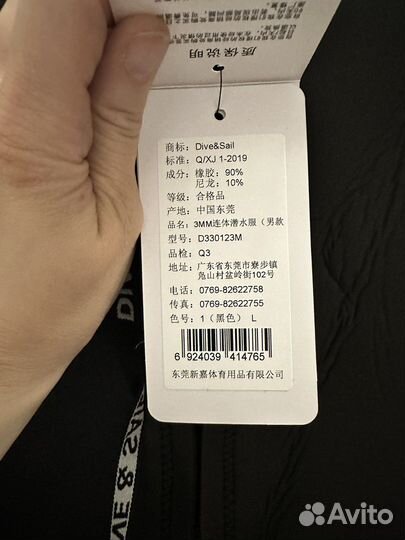 质保说明
商标： Dive&Sail
标准： Q/XJ 1-2019
成分： 橡胶： 90%
尼龙： 10%
等级： 合格品
产地： 中国东莞
品名： 3MM连体潜水服（男款
型号： D330123M
品检： Q3
地址： 广东省东莞市寮步镇
凫山村盆岭街102号
电话： 0769-82622758
传真： 0769-82622755
色号： 1（黑色） L
6 924039 414765
东莞新嘉体育用品有限公司
DIV
VE & SAIL
Avito